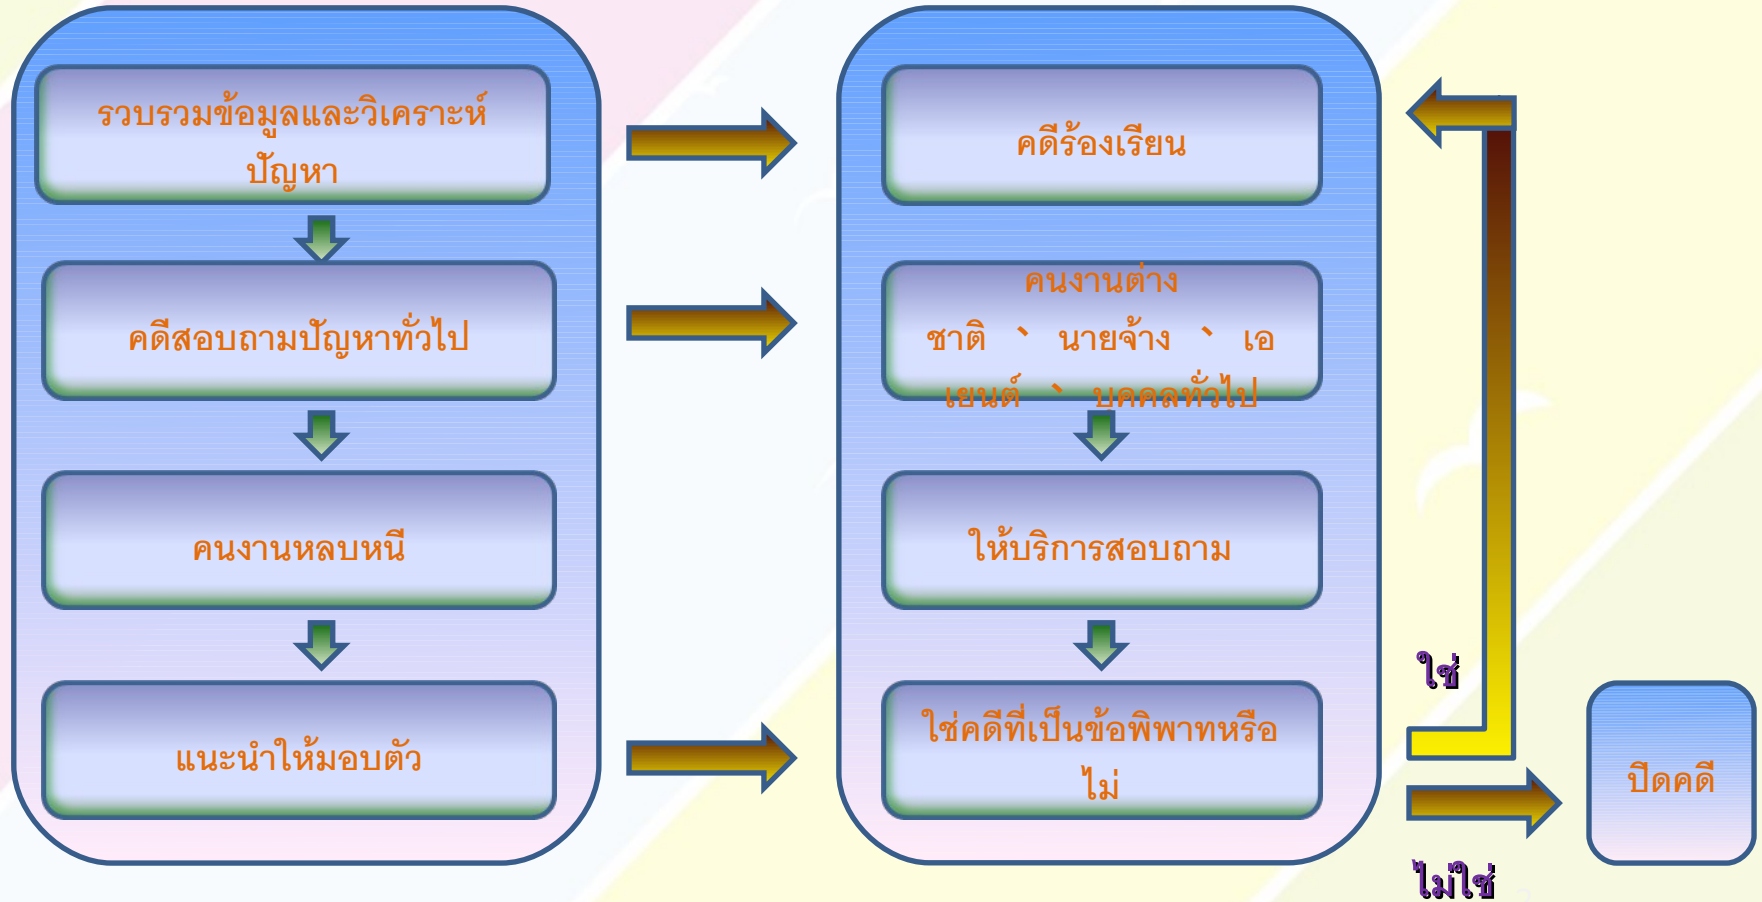 รวบรวมข้อมูลและวิเคราะห์
ปัญหา
คดีสอบถามปัญหาทั่วไป
คนงานหลบหนี
แนะนำให้มอบตัว
คดีร้องเรียน
คนงานต่าง
ชาติ 、 นายจ้าง 、 เอ
เยนต์ 、 บุคคลทั่วไป
ให้บริการสอบถาม
ใช่คดีที่เป็นข้อพิพาทหรือ
ไม่
ใช่
ปิดคดี
ไม่ใช่